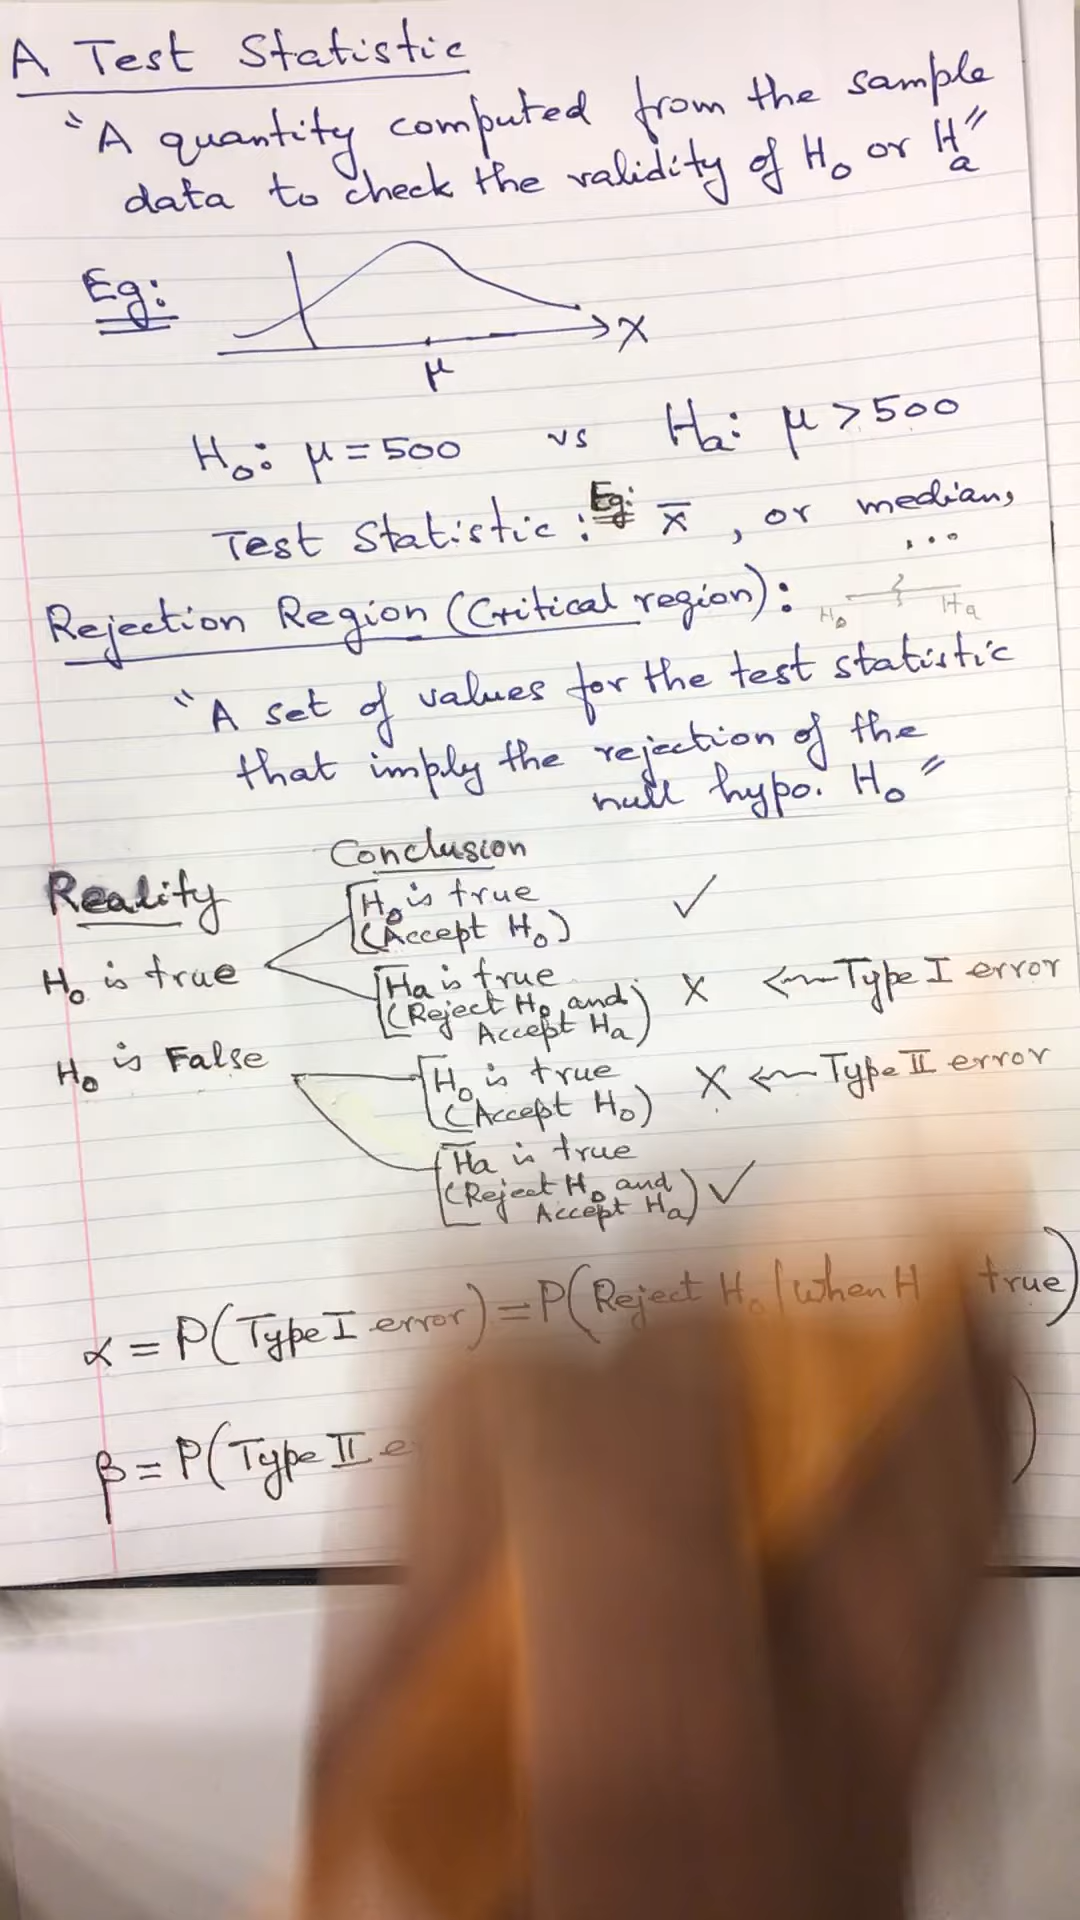 A Test Statistic
"A quantity computed from the sample
data to check the validity of H₀ or Hₐ"
Eg:
X
μ
H₀: μ = 500 vs Hₐ: μ > 500
Test Statistic: Eg: x̄, or median,
...
Rejection Region (Critical region):
H₀ Hₐ
"A set of values for the test statistic
that imply the rejection of the
null hypo. H₀"
Conclusion
Reality
H₀ is true
(Accept H₀) ✓
H₀ is true
Hₐ is true
(Reject H₀ and
Accept Hₐ) X ← Type I error
H₀ is False
H₀ is true
(Accept H₀) X ← Type II error
Hₐ is true
(Reject H₀ and
Accept Hₐ) ✓
α = P(Type I error) = P(Reject H₀ | when H true)
β = P(Type II )